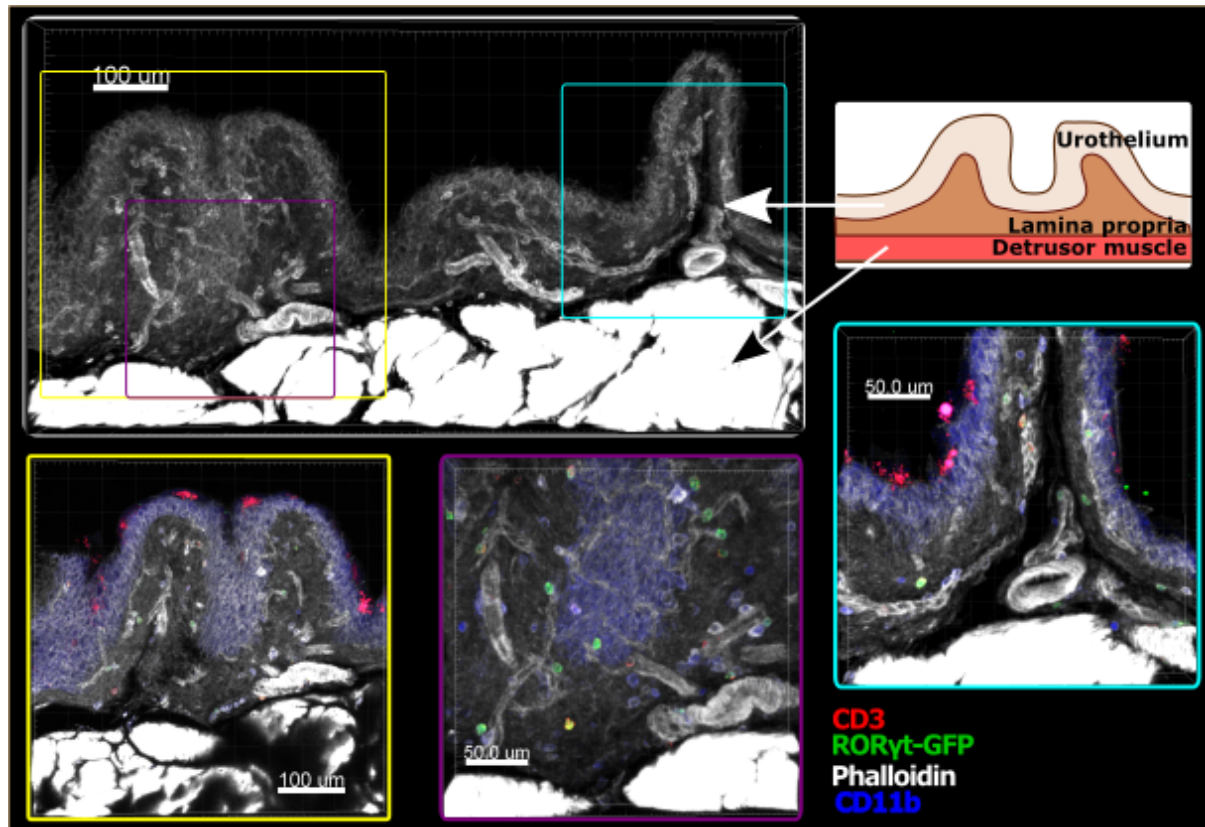 100 um
Urothelium
Lamina propria
Detrusor muscle
50.0 um
100 um
50.0 um
CD3
RORγt-GFP
Phalloidin
CD11b